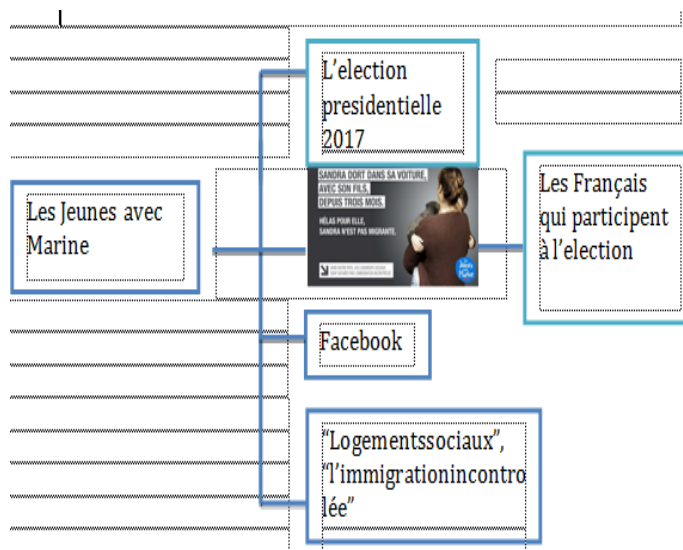 L'election
presidentielle
2017
Les Jeunes avec
Marine
SANDRA DORT DANS SA VOITURE,
AVEC SON FILS,
DEPUIS TROIS MOIS.
HÉLAS POUR ELLE,
SANDRA N'EST PAS MIGRANTE.
Les Français
qui participent
à l'election
Facebook
"Logementssociaux",
"l'immigrationincontro
lée"